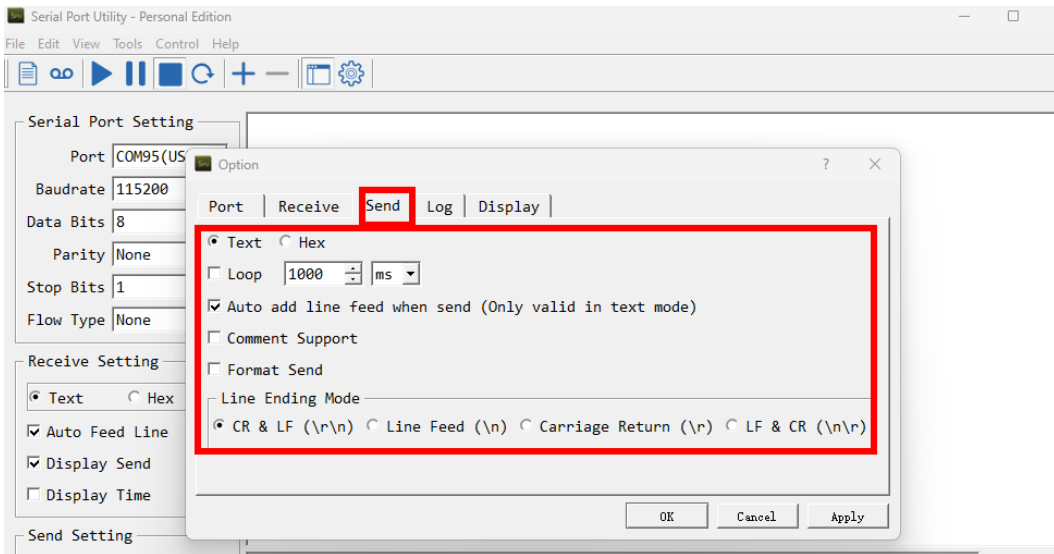 Serial Port Utility - Personal Edition
File Edit View Tools Control Help
Serial Port Setting
Port COM95(US
Baudrate 115200
Data Bits 8
Parity None
Stop Bits 1
Flow Type None
Receive Setting
Text Hex
Auto Feed Line
Display Send
Display Time
Send Setting
Option
? 
Port Receive Send Log Display
Text Hex
Loop 1000 ms
Auto add line feed when send (Only valid in text mode)
Comment Support
Format Send
Line Ending Mode
CR & LF (\r\n) Line Feed (\n) Carriage Return (\r) LF & CR (\n\r)
OK Cancel Apply